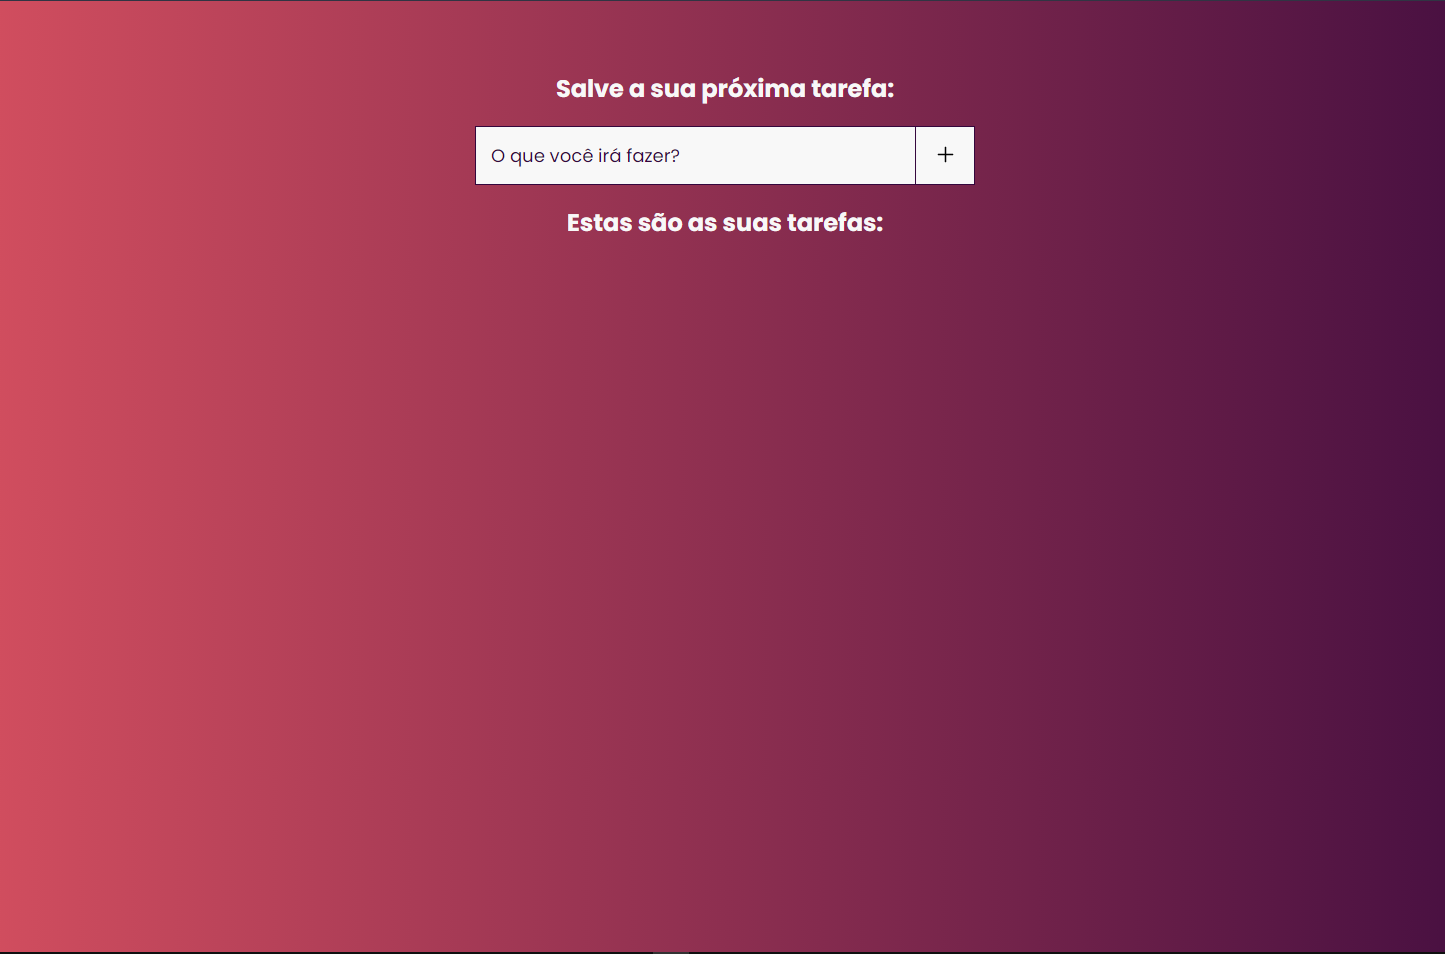 Salve a sua próxima tarefa:
O que você irá fazer?
+
Estas são as suas tarefas: